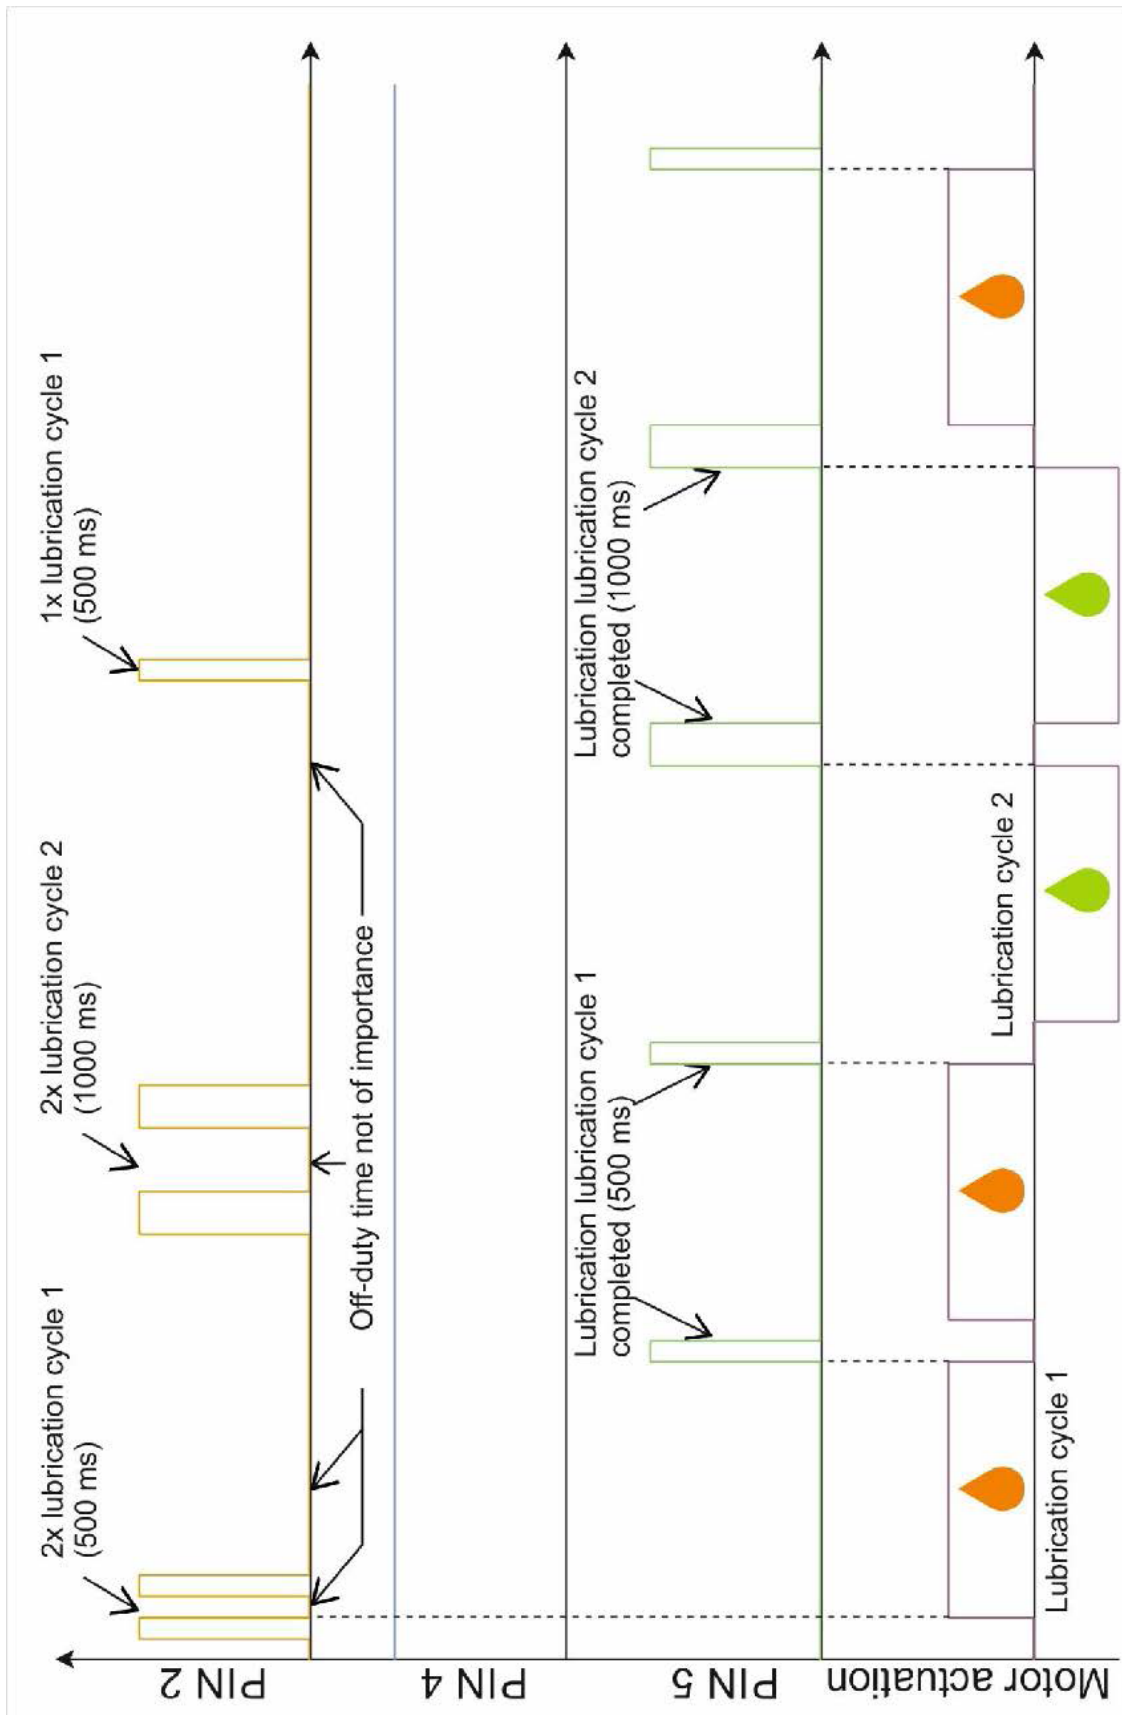 2x lubrication cycle 1
(500 ms)
2x lubrication cycle 2
(1000 ms)
1x lubrication cycle 1
(500 ms)
PIN 2
Off-duty time not of importance
PIN 4
Lubrication lubrication cycle 1
completed (500 ms)
Lubrication lubrication cycle 2
completed (1000 ms)
PIN 5
Lubrication cycle 2
Motor actuation
Lubrication cycle 1